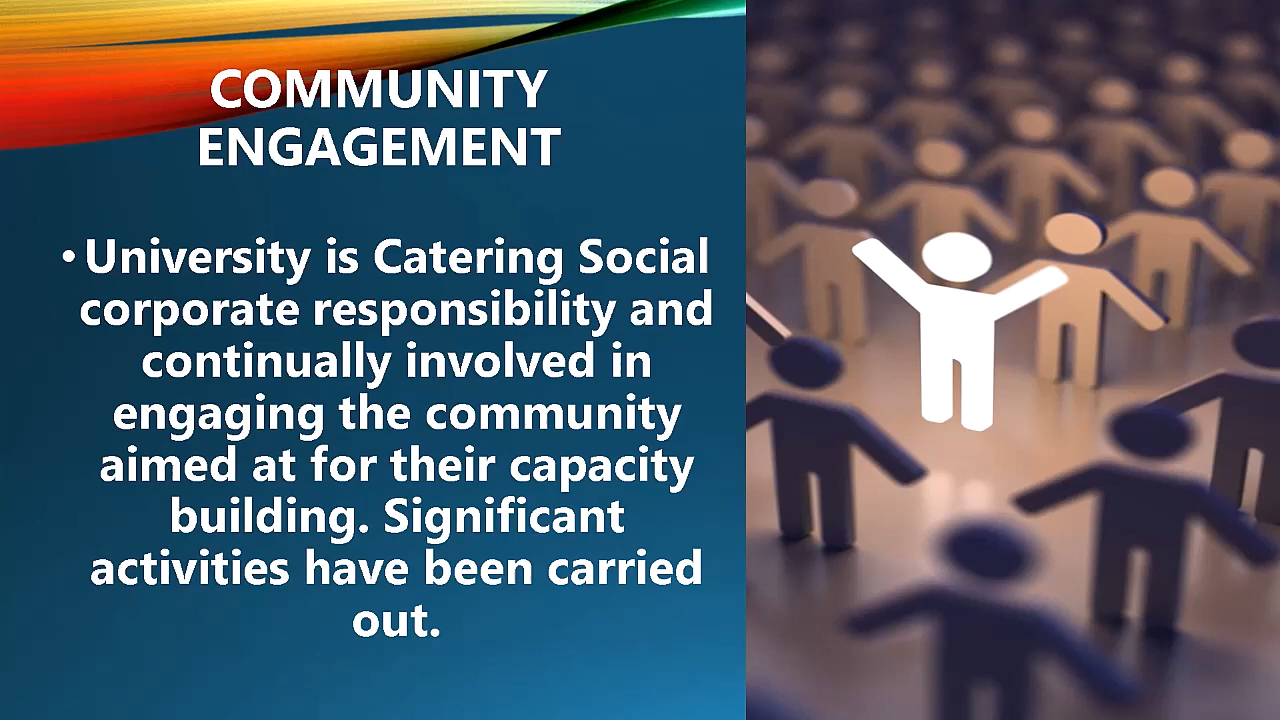 COMMUNITY
ENGAGEMENT
• University is Catering Social
corporate responsibility and
continually involved in
engaging the community
aimed at for their capacity
building. Significant
activities have been carried
out.